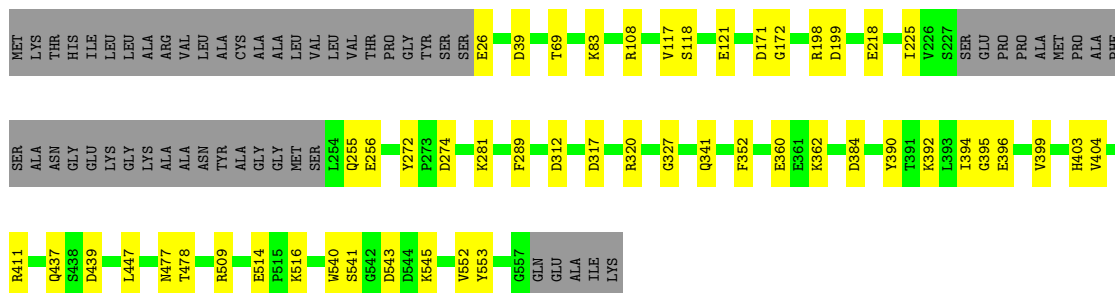 MET LYS THR HIS ILE LEU LEU ALA ARG VAL LEU ALA CYS ALA ALA LEU VAL LEU VAL THR PRO GLY TYR SER SER E26 D39 T69 K83 R108 V117 S118 E121 D171 G172 R198 D199 E218 I225 V226 S227 SER GLU PRO PRO ALA MET PRO ALA PHE
SER ALA ASN GLY GLU LYS GLY LYS ALA ALA ASN TYR ALA GLY GLY MET SER L254 Q255 E256 Y272 P273 D274 K281 F289 D312 D317 R320 G327 Q341 F352 E360 E361 K362 D384 Y390 T391 K392 L393 I394 G395 E396 V399 H403 V404
R411 Q437 S438 D439 L447 N477 T478 R509 E514 P515 K516 W540 S541 G542 D543 D544 K545 V552 Y553 G557 GLN GLU ALA ILE LYS